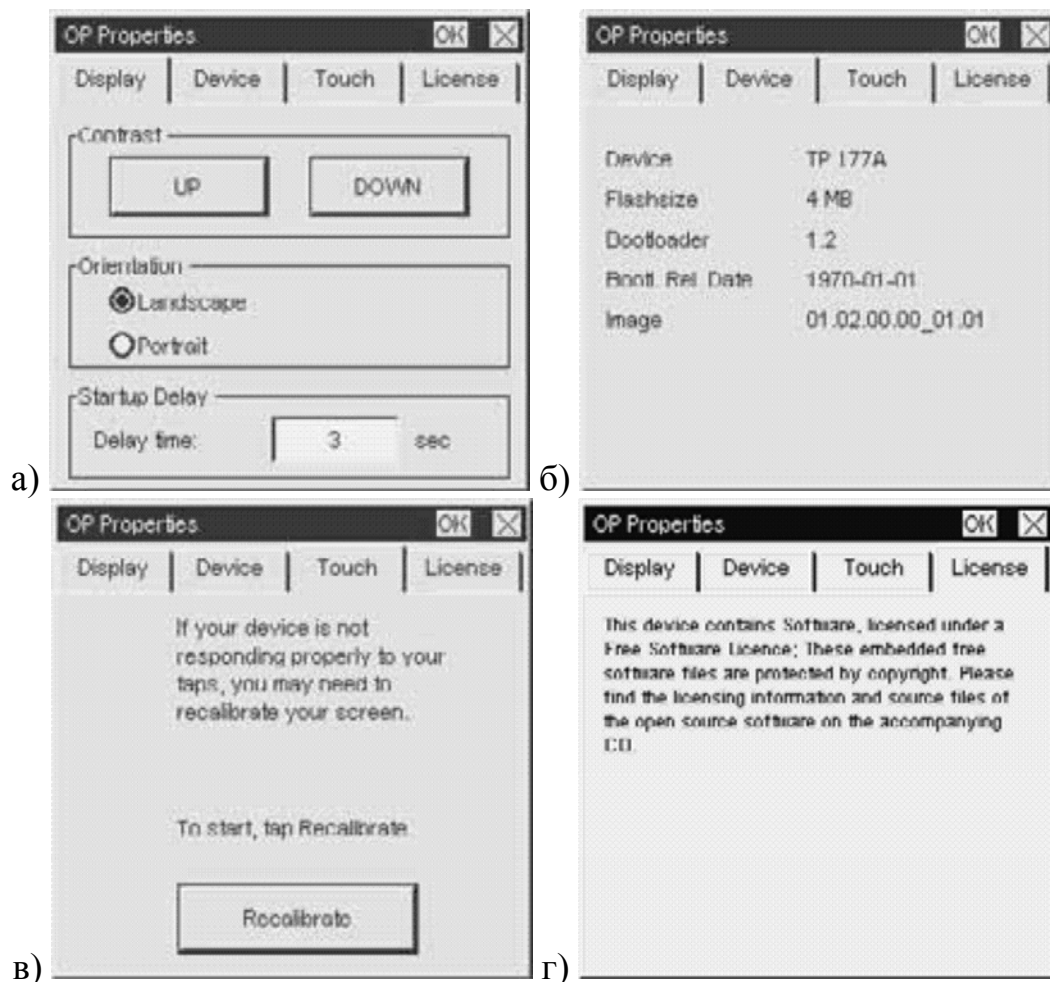 OP Properties OK
Display Device Touch License
Contrast
UP DOWN
Orientation
Landscape
Portrait
Startup Delay
Delay time: 3 sec
а)
OP Properties OK
Display Device Touch License
Device TP 177A
Flashsize 4 MB
Bootloader 1.2
Bootl. Rel. Date 1970-01-01
Image 01.02.00.00_01.01
б)
OP Properties OK
Display Device Touch License
If your device is not
responding properly to your
taps, you may need to
recalibrate your screen.
To start, tap Recalibrate
Recalibrate
в)
OP Properties OK
Display Device Touch License
This device contains Software, licensed under a
Free Software Licence; These embedded free
software files are protected by copyright. Please
find the licensing information and source files of
the open source software on the accompanying
CD.
г)